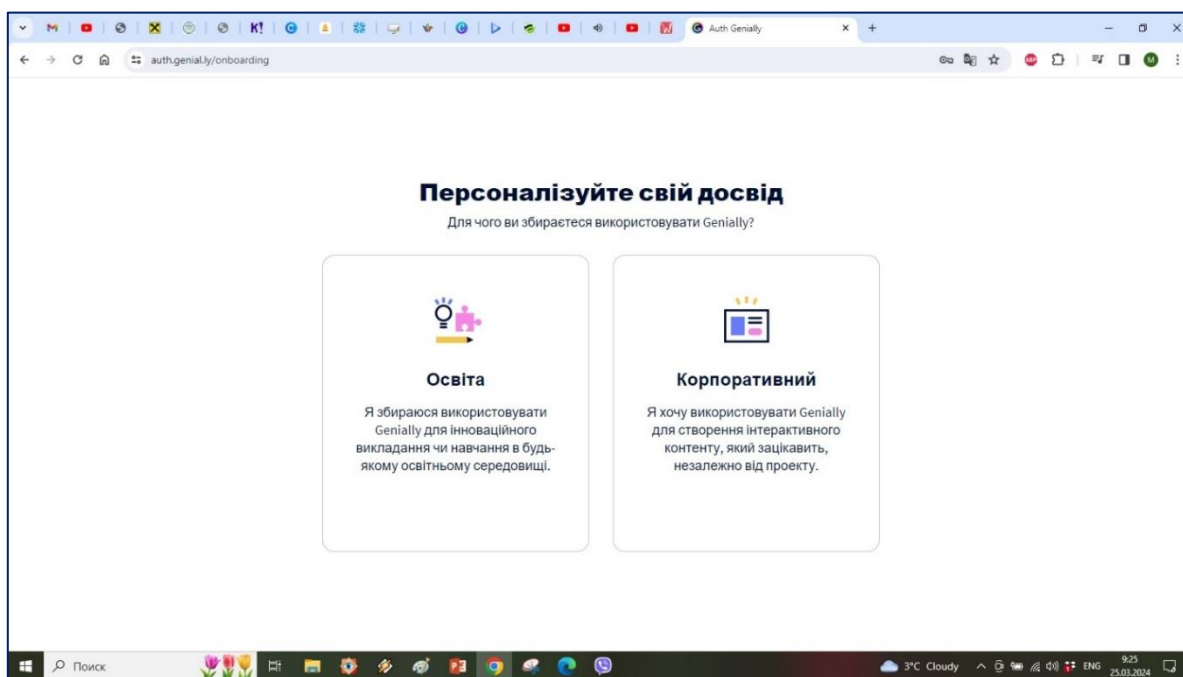 K!
Auth Genially
auth.genial.ly/onboarding
ABP
M
Персоналізуйте свій досвід
Для чого ви збираєтеся використовувати Genially?
Освіта
Я збираюся використовувати
Genially для інноваційного
викладання чи навчання в будь-
якому освітньому середовищі.
Корпоративний
Я хочу використовувати Genially
для створення інтерактивного
контенту, який зацікавить,
незалежно від проекту.
Поиск
3°C Cloudy
ENG
9:25
25.03.2024